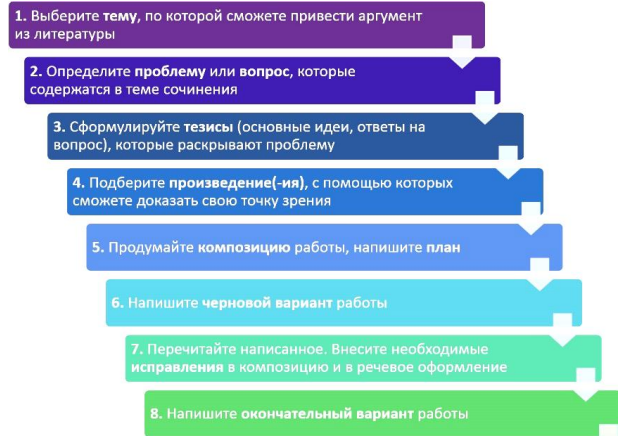 1. Выберите тему, по которой сможете привести аргумент
из литературы
2. Определите проблему или вопрос, которые
содержатся в теме сочинения
3. Сформулируйте тезисы (основные идеи, ответы на
вопрос), которые раскрывают проблему
4. Подберите произведение(-ия), с помощью которых
сможете доказать свою точку зрения
5. Продумайте композицию работы, напишите план
6. Напишите черновой вариант работы
7. Перечитайте написанное. Внесите необходимые
исправления в композицию и в речевое оформление
8. Напишите окончательный вариант работы